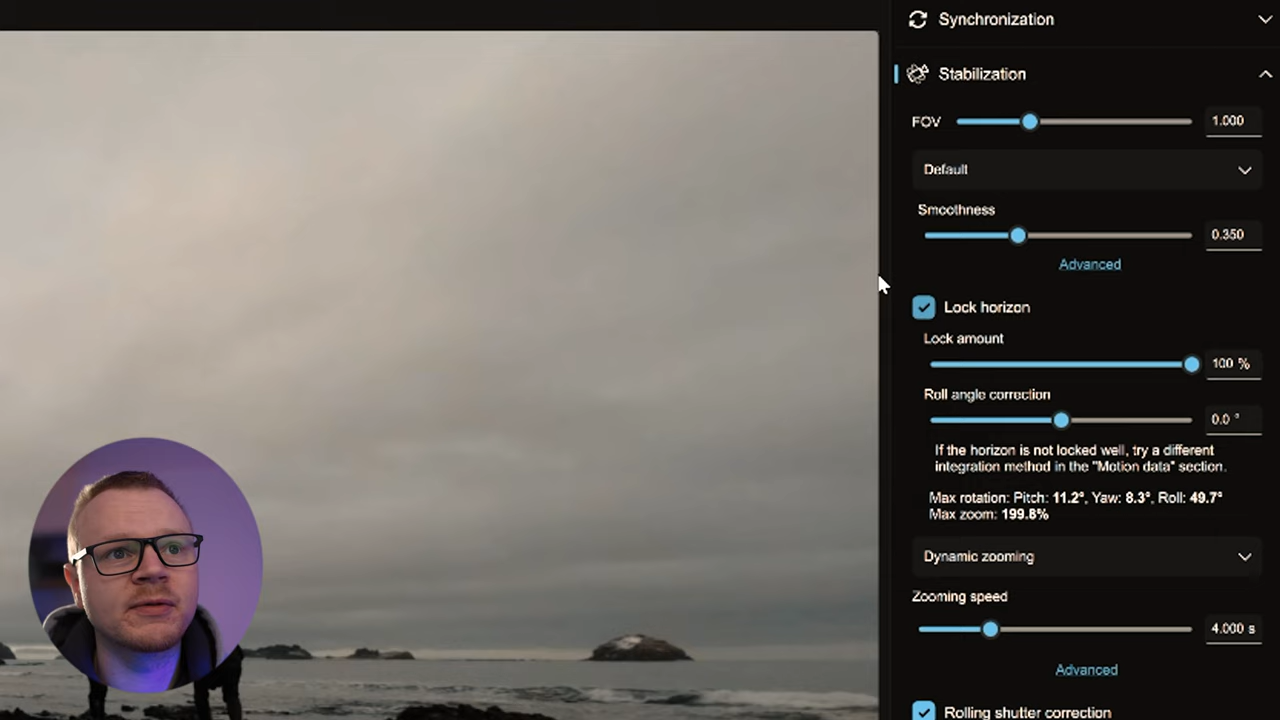 Synchronization
Stabilization
FOV 1.000
Default
Smoothness
0.350
Advanced
Lock horizon
Lock amount
100 %
Roll angle correction
0.0 °
If the horizon is not locked well, try a different
integration method in the "Motion data" section.
Max rotation: Pitch: 11.2°, Yaw: 8.3°, Roll: 49.7°
Max zoom: 199.8%
Dynamic zooming
Zooming speed
4.000 s
Advanced
Rolling shutter correction